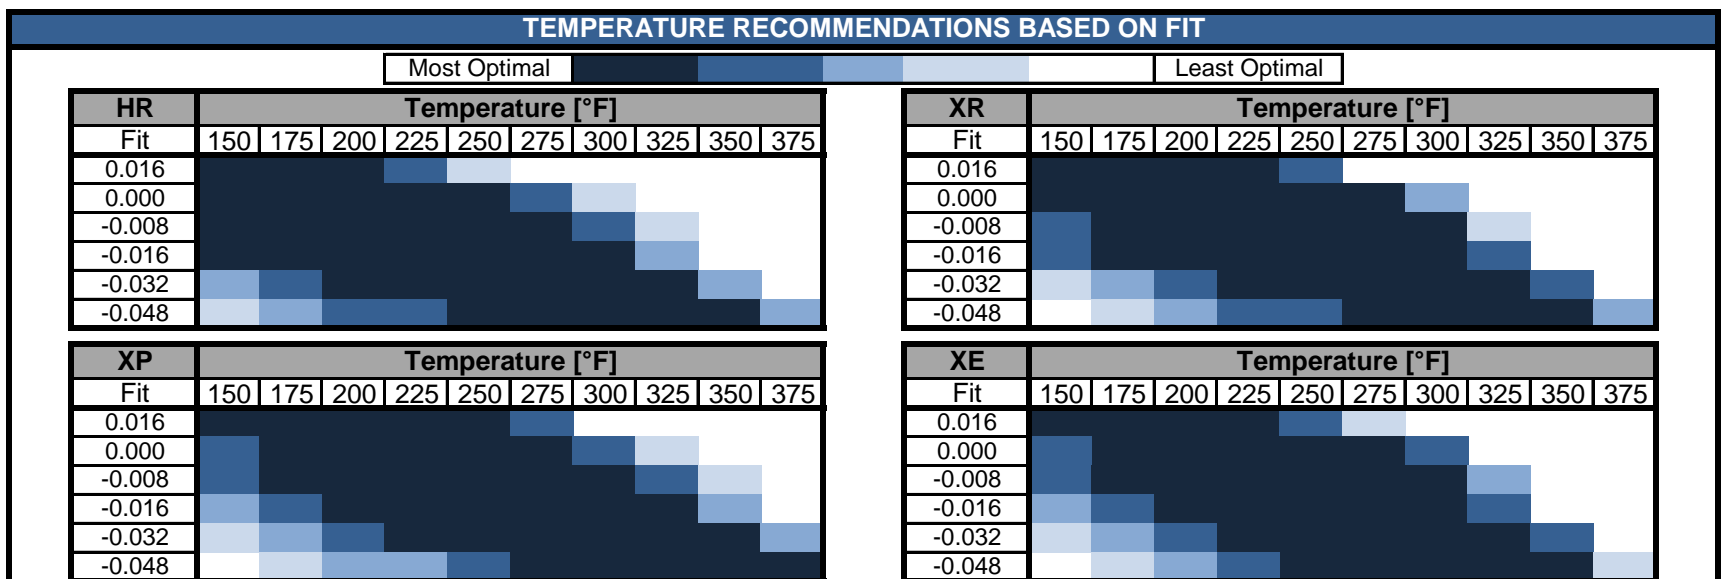 TEMPERATURE RECOMMENDATIONS BASED ON FIT
Most Optimal Least Optimal
HR Temperature [°F]
Fit 150 175 200 225 250 275 300 325 350 375
0.016
0.000
-0.008
-0.016
-0.032
-0.048
XR Temperature [°F]
Fit 150 175 200 225 250 275 300 325 350 375
0.016
0.000
-0.008
-0.016
-0.032
-0.048
XP Temperature [°F]
Fit 150 175 200 225 250 275 300 325 350 375
0.016
0.000
-0.008
-0.016
-0.032
-0.048
XE Temperature [°F]
Fit 150 175 200 225 250 275 300 325 350 375
0.016
0.000
-0.008
-0.016
-0.032
-0.048